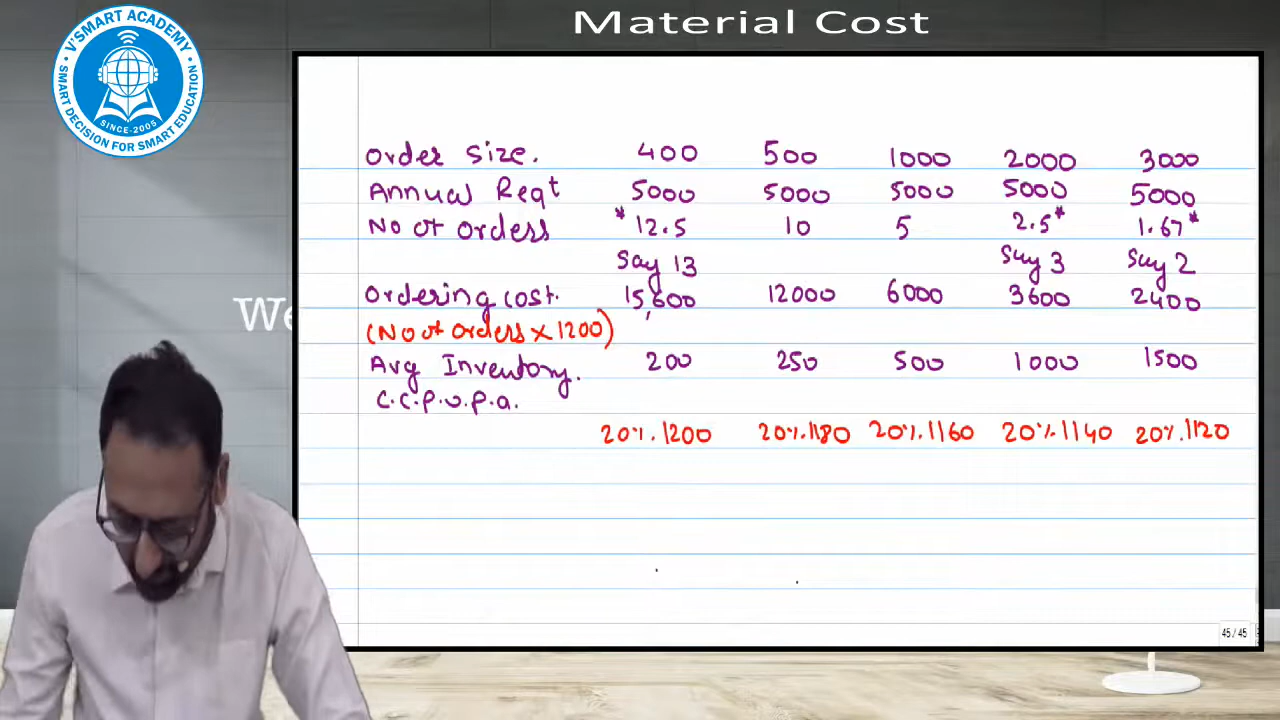 Material Cost
V'SMART ACADEMY
SMART DECISION FOR SMART EDUCATION
SINCE-2005
We
Order Size. 400 500 1000 2000 3000
Annual Reqt 5000 5000 5000 5000 5000
No of orders *12.5 10 5 2.5* 1.67*
Say 13 Say 3 Say 2
Ordering cost. 15,600 12000 6000 3600 2400
(No of orders x 1200)
Avg Inventory. 200 250 500 1000 1500
C.C.P.U.P.a.
20%.1200 20%.1180 20%.1160 20%.1140 20%.1120
45 / 45